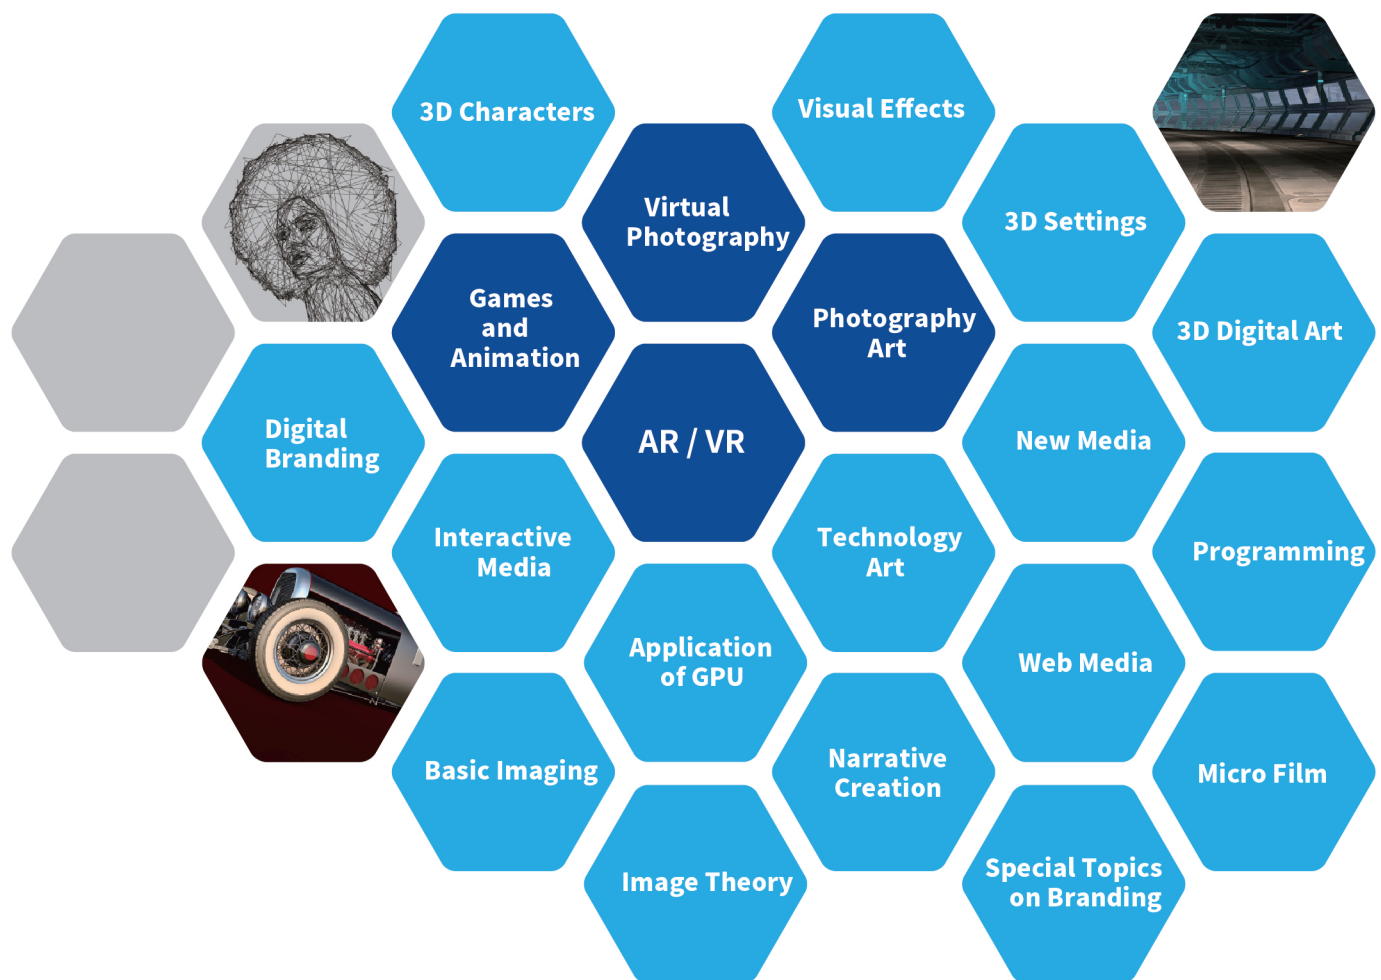 3D Characters
Visual Effects
Virtual
Photography
3D Settings
Games
and
Animation
Photography
Art
3D Digital Art
Digital
Branding
AR / VR
New Media
Interactive
Media
Technology
Art
Programming
Application
of GPU
Web Media
Basic Imaging
Narrative
Creation
Micro Film
Image Theory
Special Topics
on Branding